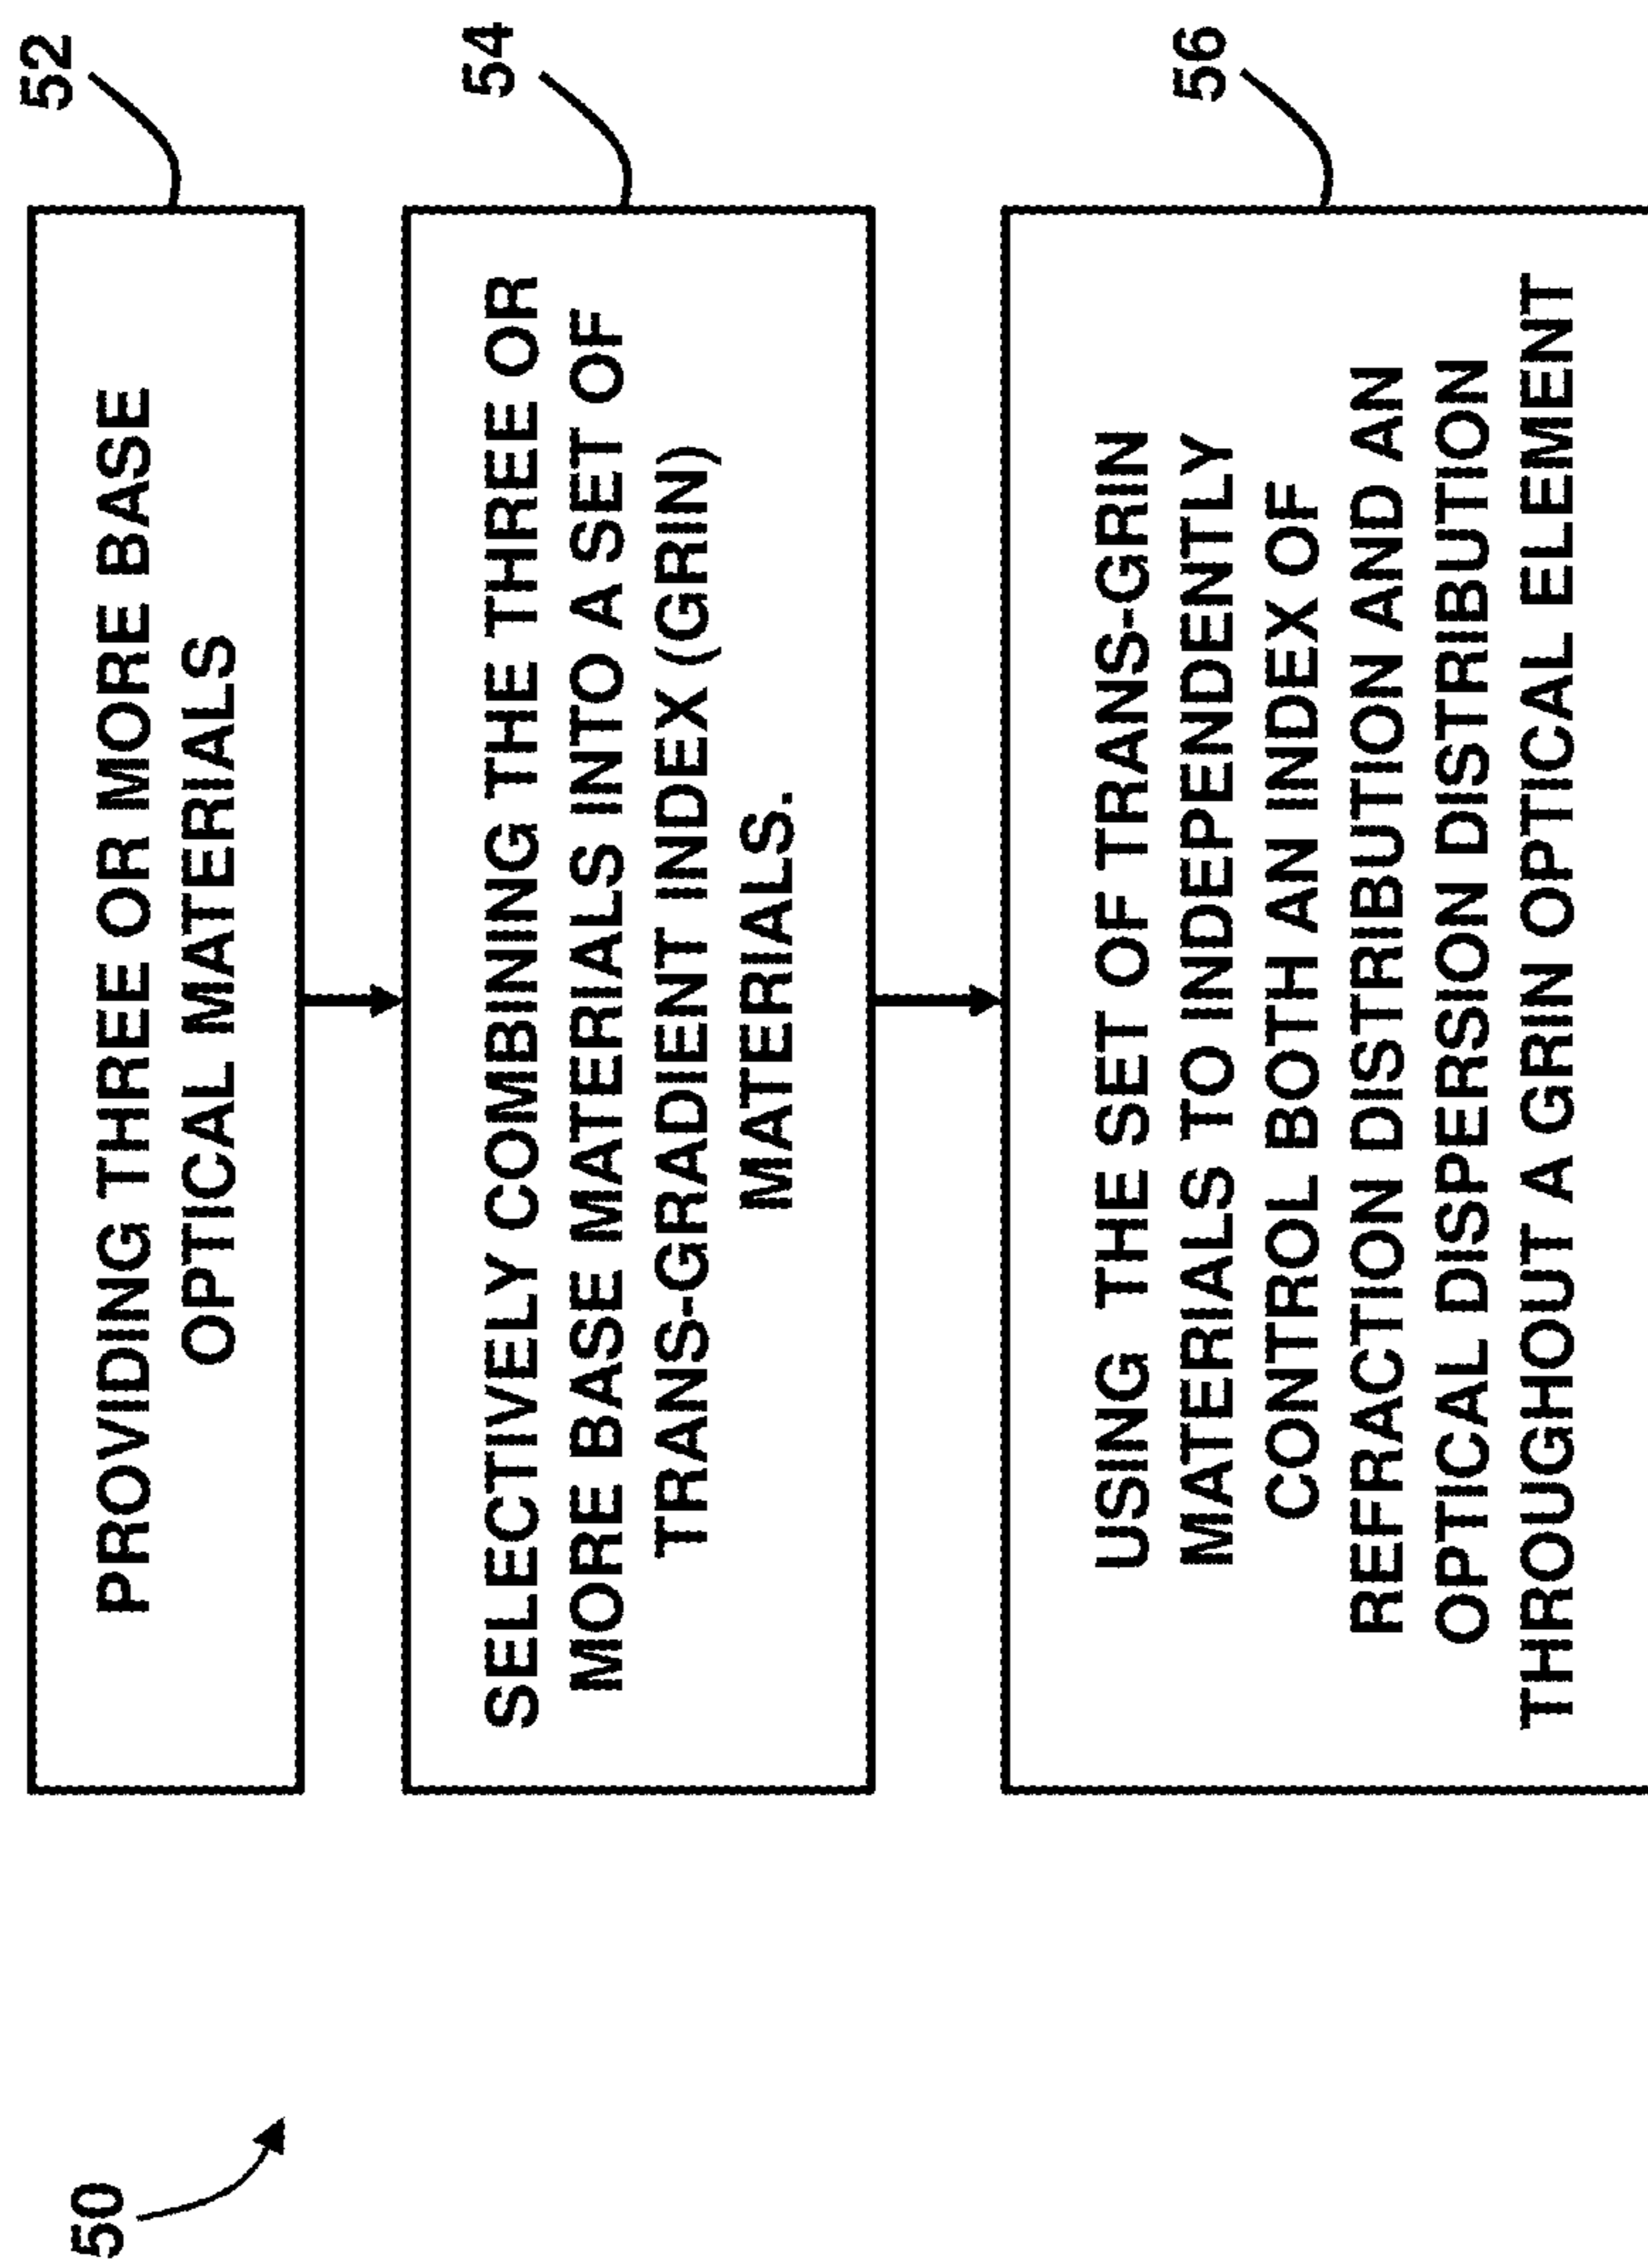 50
52
PROVIDING THREE OR MORE BASE
OPTICAL MATERIALS
54
SELECTIVELY COMBINING THE THREE OR
MORE BASE MATERIALS INTO A SET OF
TRANS-GRADIENT INDEX (GRIN)
MATERIALS.
56
USING THE SET OF TRANS-GRIN
MATERIALS TO INDEPENDENTLY
CONTROL BOTH AN INDEX OF
REFRACTION DISTRIBUTION AND AN
OPTICAL DISPERSION DISTRIBUTION
THROUGHOUT A GRIN OPTICAL ELEMENT